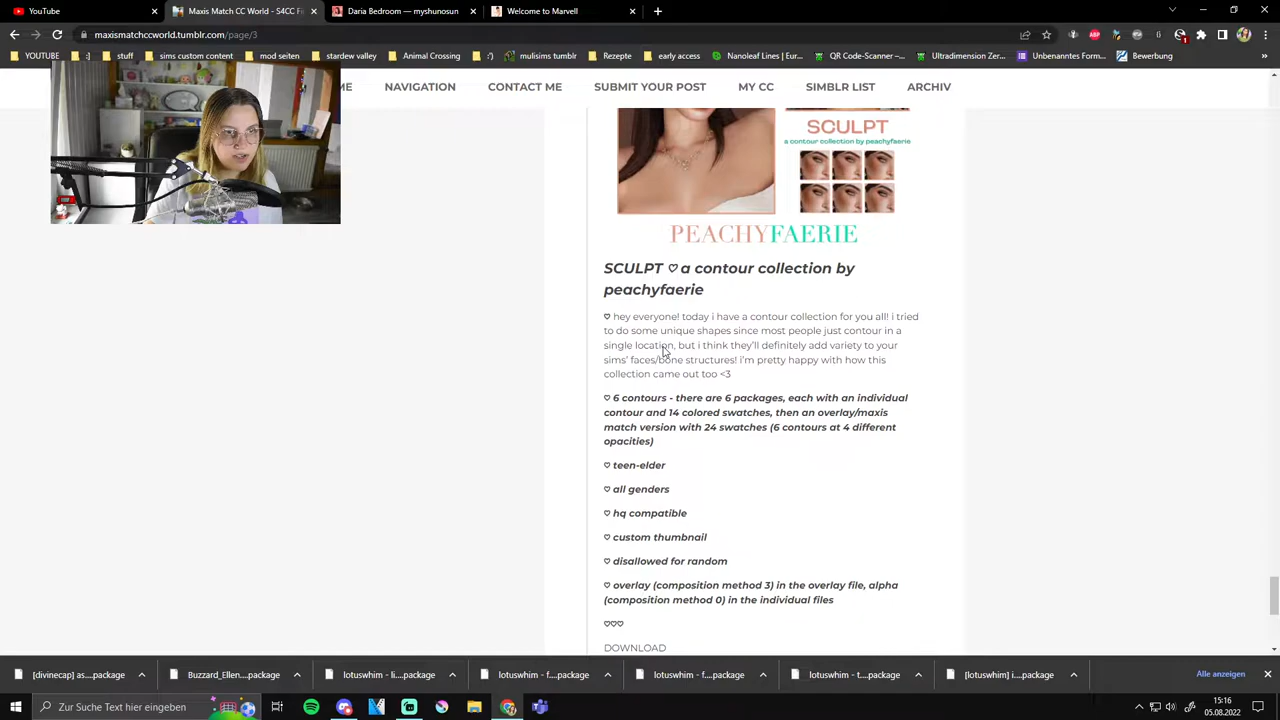 YouTube
Maxis Match CC World - S4CC Fi
Daria Bedroom — myshunosun
Welcome to Marvell
maxismatchccworld.tumblr.com/page/3
YOUTUBE
:)
stuff
sims custom content
mod seiten
stardew valley
Animal Crossing
:')
mulisims tumblr
Rezepte
early access
Nanoleaf Lines – 60...
QR Code-Scanner –...
Ultradimension Zer...
Unbenanntes Form...
Bewerbung
ME
NAVIGATION
CONTACT ME
SUBMIT YOUR POST
MY CC
SIMBLR LIST
ARCHIV
SCULPT
a contour collection by peachyfaerie
PEACHYFAERIE
SCULPT ♡ a contour collection by
peachyfaerie
♡ hey everyone! today i have a contour collection for you all! i tried
to do some unique shapes since most people just contour in a
single location, but i think they'll definitely add variety to your
sims' faces/bone structures! i'm pretty happy with how this
collection came out too <3
♡ 6 contours - there are 6 packages, each with an individual
contour and 14 colored swatches, then an overlay/maxis
match version with 24 swatches (6 contours at 4 different
opacities)
♡ teen-elder
♡ all genders
♡ hq compatible
♡ custom thumbnail
♡ disallowed for random
♡ overlay (composition method 3) in the overlay file, alpha
(composition method 0) in the individual files
♡♡♡
DOWNLOAD
[divinecap] as....package
Buzzard_Ellen....package
lotuswhim - li....package
lotuswhim - f....package
lotuswhim - f....package
lotuswhim - t....package
[lotuswhim] i....package
Alle anzeigen
Zur Suche Text hier eingeben
15:16
05.08.2022